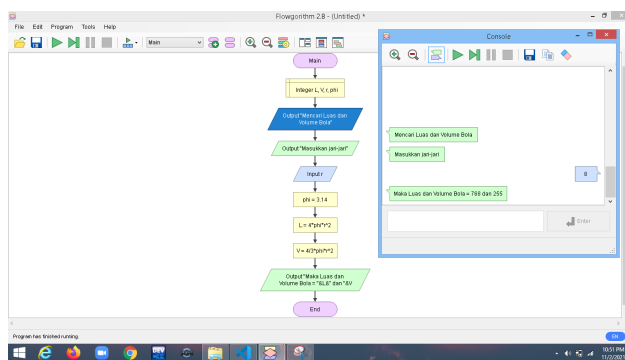 Flowgorithm 2.8 - (Untitled) *
File Edit Program Tools Help
Main
Main
Integer L, V, r, phi
Output "Mencari Luas dan
Volume Bola"
Output "Masukkan jari-jari"
Input r
phi = 3.14
L = 4*phi*r^2
V = 4/3*phi*r^2
Output "Maka Luas dan
Volume Bola = "&L&" dan "&V
End
Console
Mencari Luas dan Volume Bola
Masukkan jari-jari
8
Maka Luas dan Volume Bola = 768 dan 255
Enter
Program has finished running.
EN
10:51 PM
11/2/2021